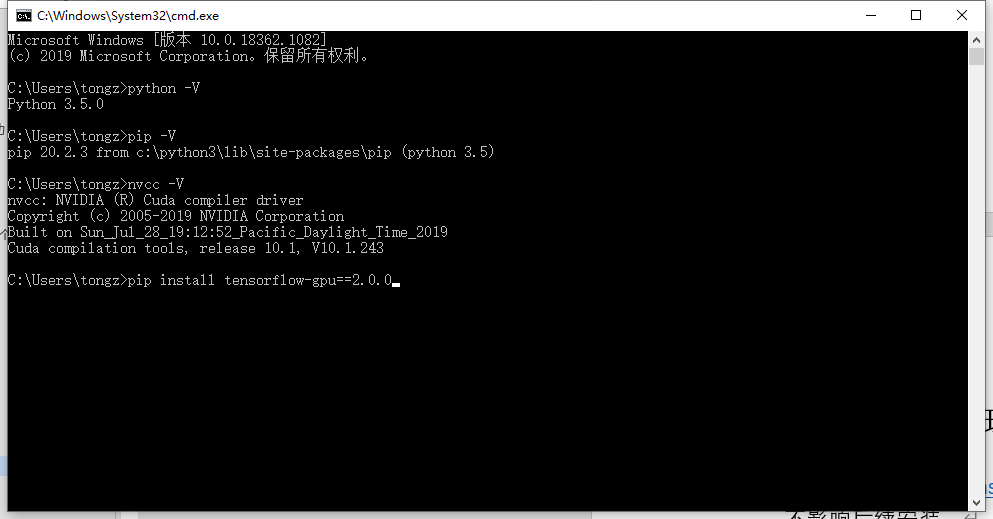 C:\Windows\System32\cmd.exe
Microsoft Windows [版本 10.0.18362.1082]
(c) 2019 Microsoft Corporation。保留所有权利。
C:\Users\tongz>python -V
Python 3.5.0
C:\Users\tongz>pip -V
pip 20.2.3 from c:\python3\lib\site-packages\pip (python 3.5)
C:\Users\tongz>nvcc -V
nvcc: NVIDIA (R) Cuda compiler driver
Copyright (c) 2005-2019 NVIDIA Corporation
Built on Sun_Jul_28_19:12:52_Pacific_Daylight_Time_2019
Cuda compilation tools, release 10.1, V10.1.243
C:\Users\tongz>pip install tensorflow-gpu==2.0.0